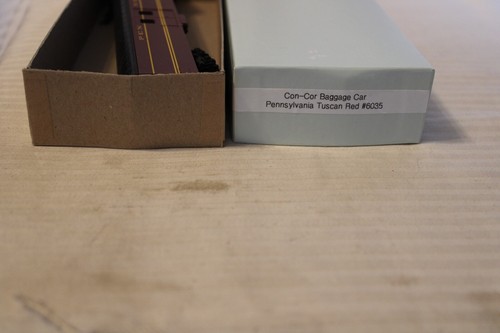 Con-Cor Baggage Car
Pennsylvania Tuscan Red #6035